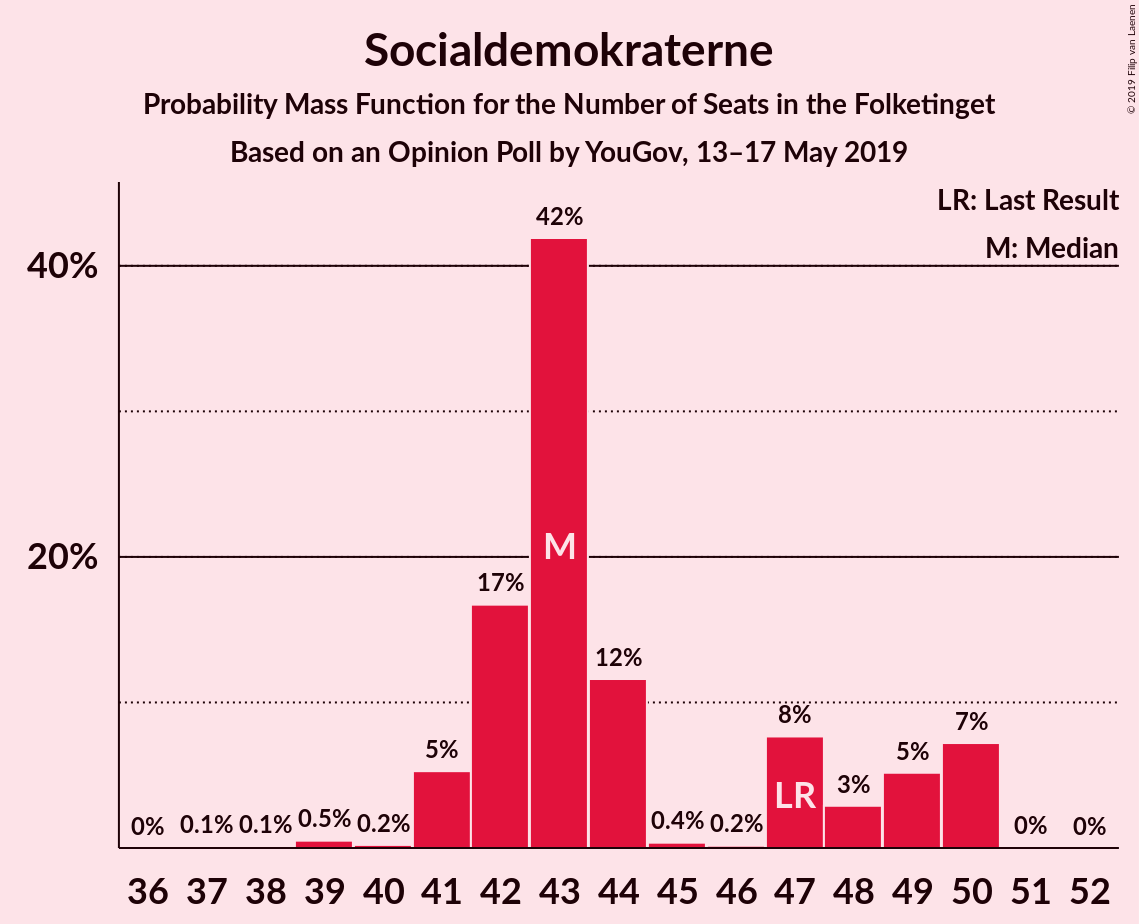 Socialdemokraterne
Probability Mass Function for the Number of Seats in the Folketinget
Based on an Opinion Poll by YouGov, 13–17 May 2019
© 2019 Filip van Laenen
LR: Last Result
M: Median
40%
20%
0% 0.1% 0.1% 0.5% 0.2% 5% 17% 42% 12% 0.4% 0.2% 8% 3% 5% 7% 0% 0%
M
LR
36 37 38 39 40 41 42 43 44 45 46 47 48 49 50 51 52